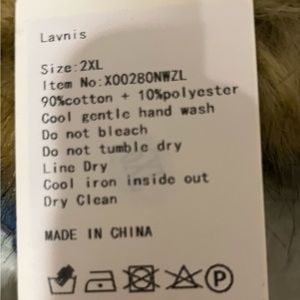 Lavnis
Size:2XL
Item No:X00280NWZL
90%cotton + 10%polyester
Cool gentle hand wash
Do not bleach
Do not tumble dry
Line Dry
Cool iron inside out
Dry Clean
MADE IN CHINA
P